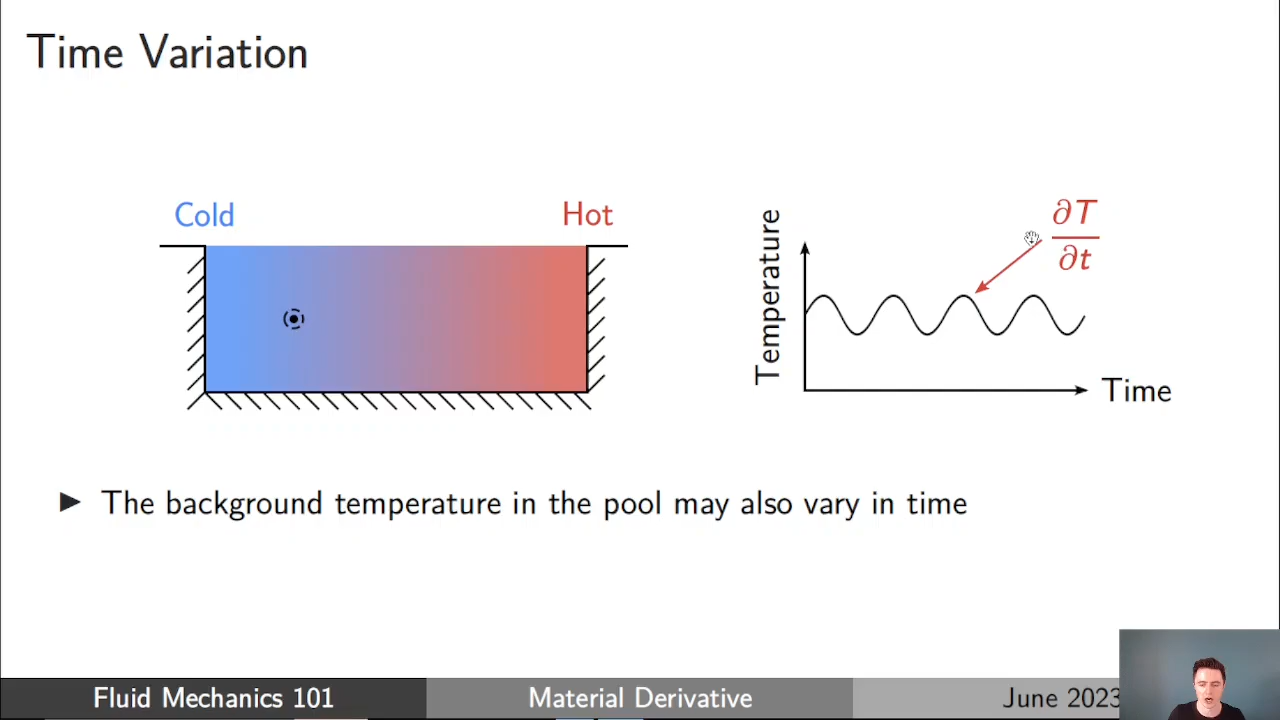 Time Variation
Cold
Hot
Temperature
∂T
∂t
Time
▶ The background temperature in the pool may also vary in time
Fluid Mechanics 101
Material Derivative
June 2023